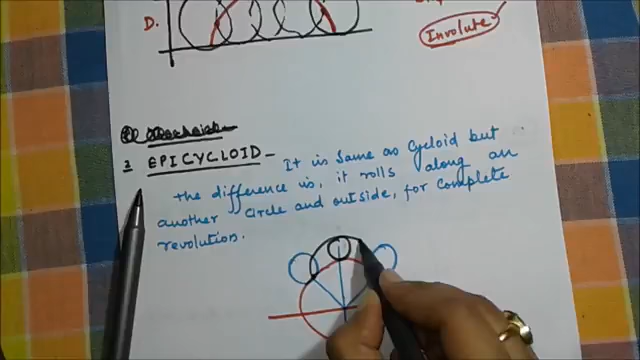 D.
Involute
2 EPICYCLOID - It is same as cycloid but
the difference is, it rolls along an
another circle and outside, for complete
revolution.